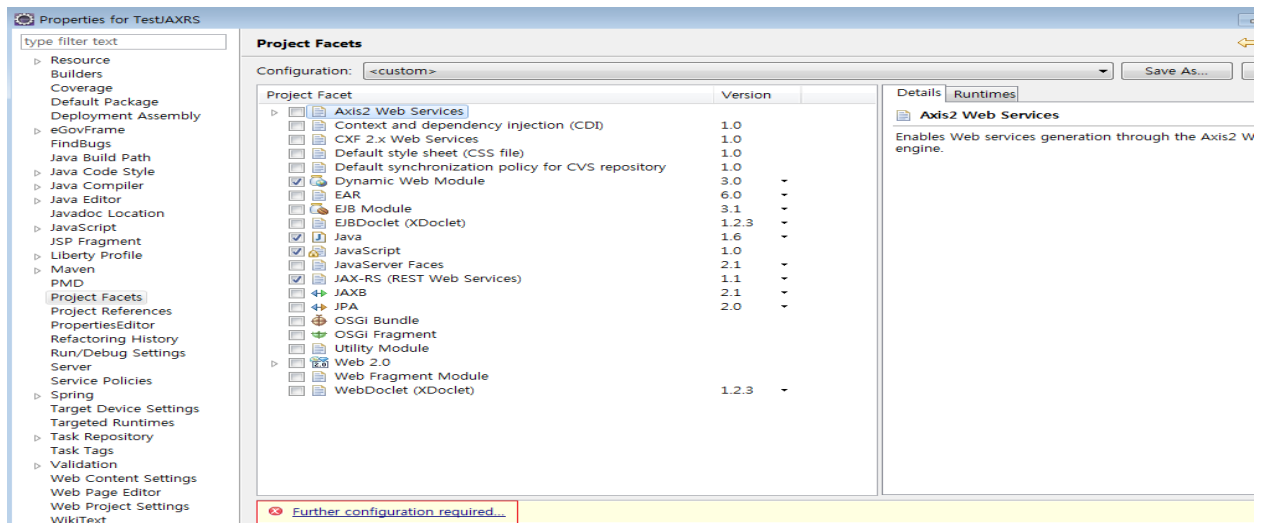 Properties for TestJAXRS
type filter text
Resource
Builders
Coverage
Default Package
Deployment Assembly
eGovFrame
FindBugs
Java Build Path
Java Code Style
Java Compiler
Java Editor
Javadoc Location
JavaScript
JSP Fragment
Liberty Profile
Maven
PMD
Project Facets
Project References
PropertiesEditor
Refactoring History
Run/Debug Settings
Server
Service Policies
Spring
Target Device Settings
Targeted Runtimes
Task Repository
Task Tags
Validation
Web Content Settings
Web Page Editor
Web Project Settings
WikiText
Project Facets
Configuration: <custom> Save As...
Project Facet Version
Axis2 Web Services
Context and dependency injection (CDI) 1.0
CXF 2.x Web Services 1.0
Default style sheet (CSS file) 1.0
Default synchronization policy for CVS repository 1.0
Dynamic Web Module 3.0
EAR 6.0
EJB Module 3.1
EJBDoclet (XDoclet) 1.2.3
Java 1.6
JavaScript 1.0
JavaServer Faces 2.1
JAX-RS (REST Web Services) 1.1
JAXB 2.1
JPA 2.0
OSGi Bundle
OSGi Fragment
Utility Module
Web 2.0
Web Fragment Module
WebDoclet (XDoclet) 1.2.3
Details Runtimes
Axis2 Web Services
Enables Web services generation through the Axis2 W
engine.
Further configuration required...